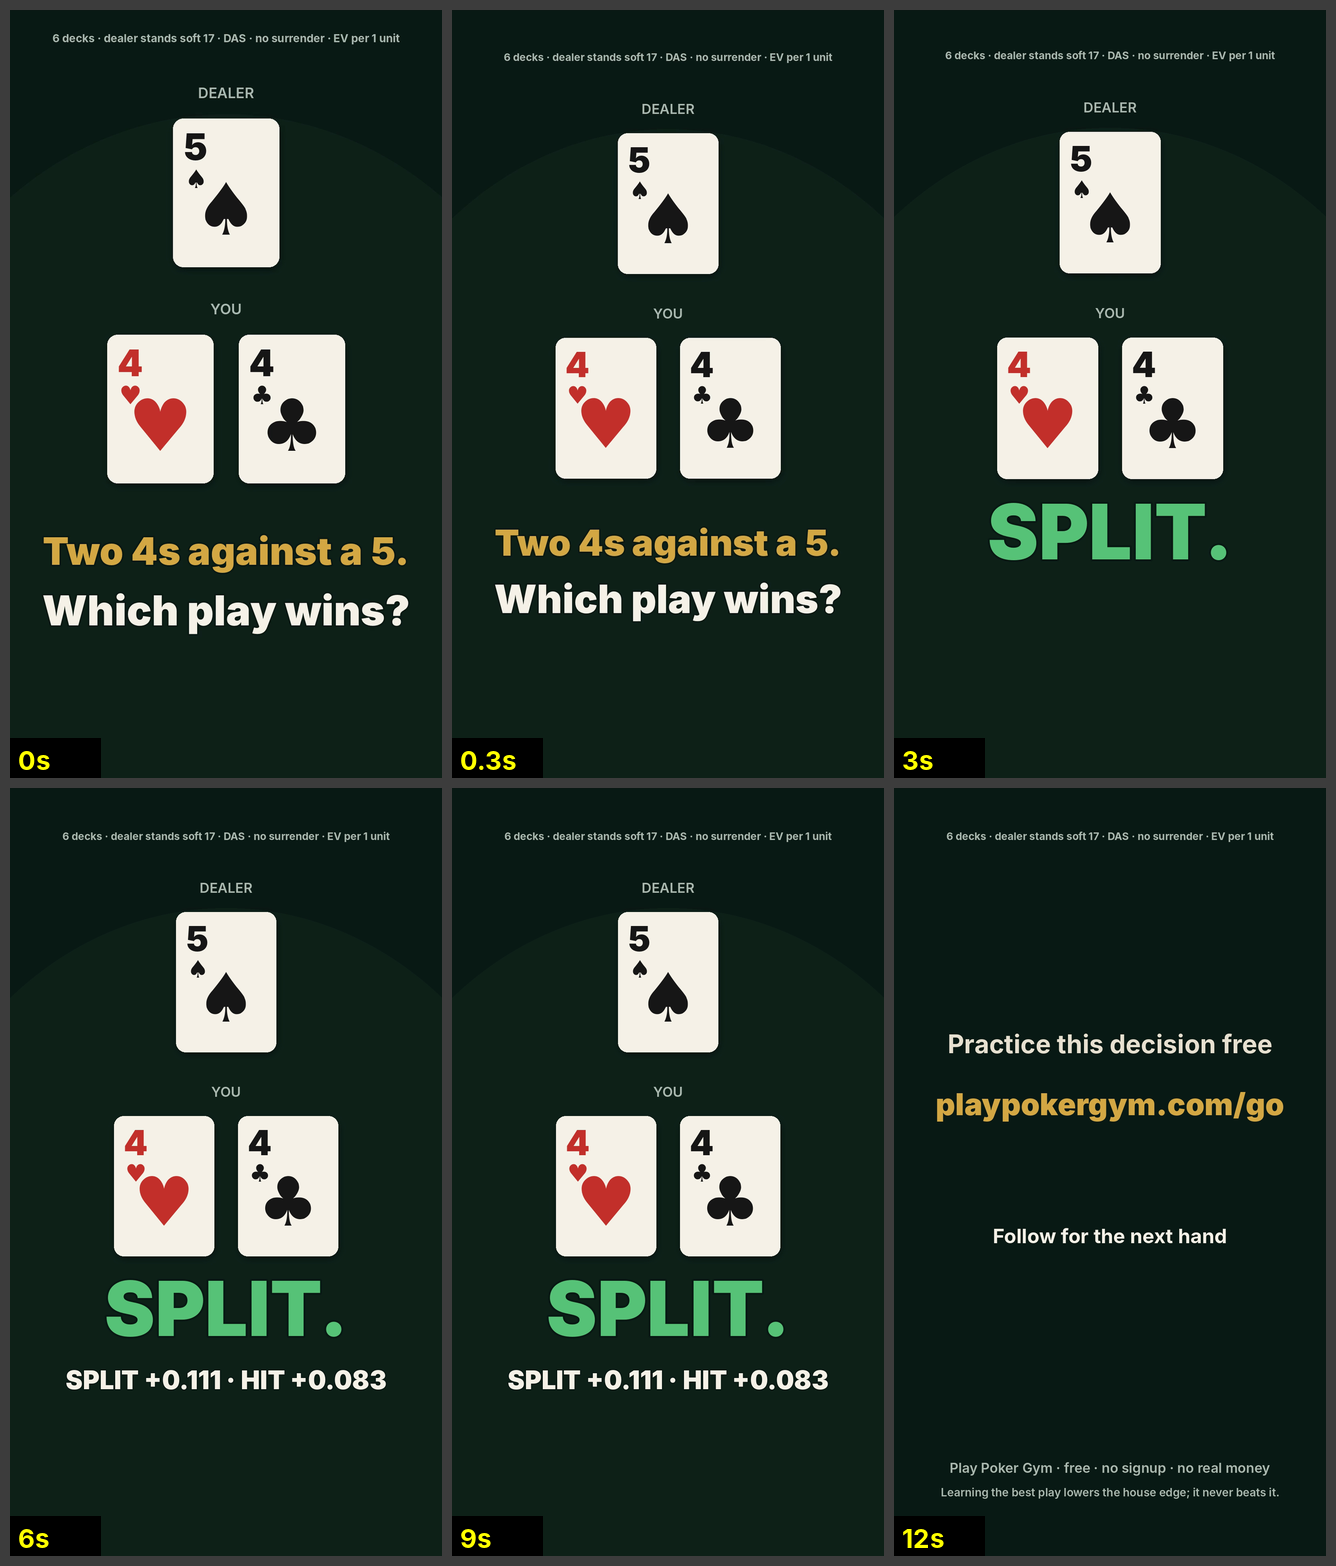 6 decks · dealer stands soft 17 · DAS · no surrender · EV per 1 unit
DEALER
5
YOU
4
4
Two 4s against a 5.
Which play wins?
0s
6 decks · dealer stands soft 17 · DAS · no surrender · EV per 1 unit
DEALER
5
YOU
4
4
Two 4s against a 5.
Which play wins?
0.3s
6 decks · dealer stands soft 17 · DAS · no surrender · EV per 1 unit
DEALER
5
YOU
4
4
SPLIT.
3s
6 decks · dealer stands soft 17 · DAS · no surrender · EV per 1 unit
DEALER
5
YOU
4
4
SPLIT.
SPLIT +0.111 · HIT +0.083
6s
6 decks · dealer stands soft 17 · DAS · no surrender · EV per 1 unit
DEALER
5
YOU
4
4
SPLIT.
SPLIT +0.111 · HIT +0.083
9s
6 decks · dealer stands soft 17 · DAS · no surrender · EV per 1 unit
Practice this decision free
playpokergym.com/go
Follow for the next hand
Play Poker Gym · free · no signup · no real money
Learning the best play lowers the house edge; it never beats it.
12s